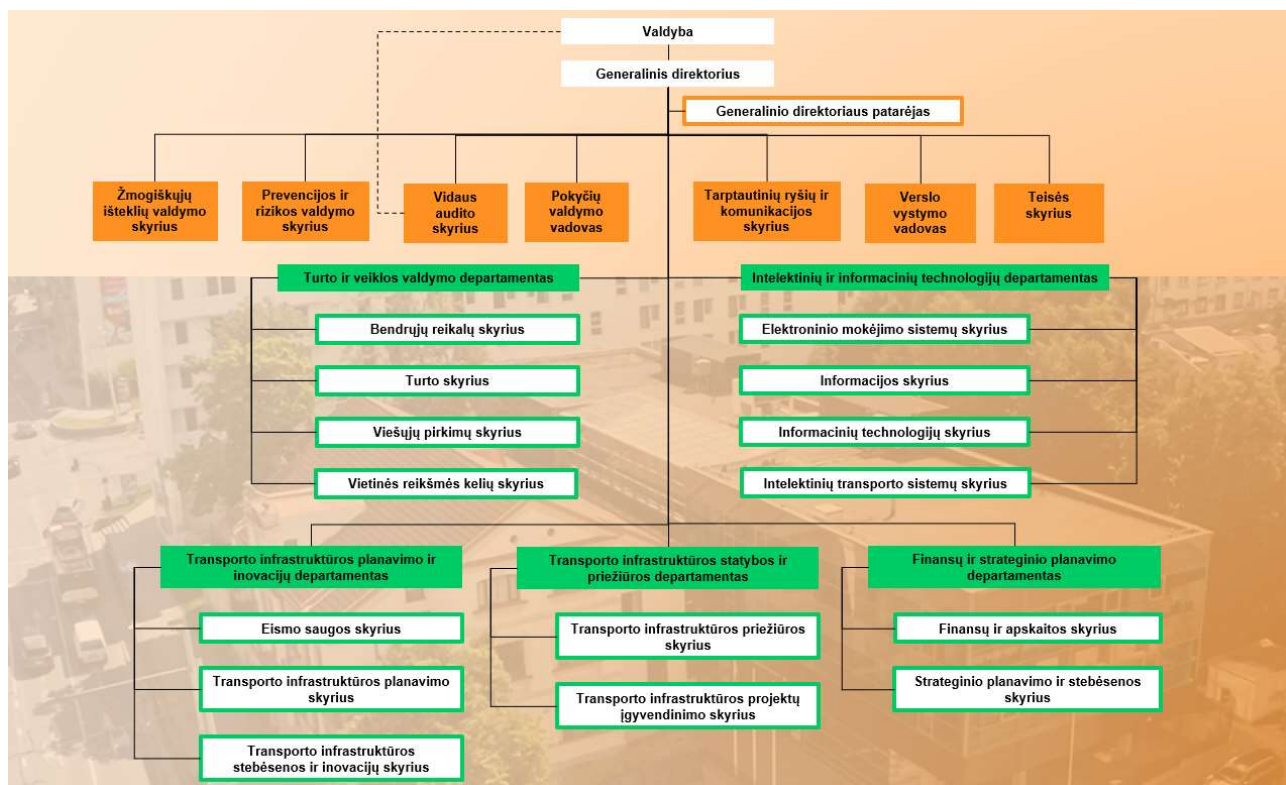 Valdyba
Generalinis direktorius
Generalinio direktoriaus patarėjas
Žmogiškųjų
išteklių valdymo
skyrius
Prevencijos ir
rizikos valdymo
skyrius
Vidaus
audito
skyrius
Pokyčių
valdymo
vadovas
Tarptautinių ryšių ir
komunikacijos
skyrius
Verslo
vystymo
vadovas
Teisės
skyrius
Turto ir veiklos valdymo departamentas
Bendrųjų reikalų skyrius
Turto skyrius
Viešųjų pirkimų skyrius
Vietinės reikšmės kelių skyrius
Intelektinių ir informacinių technologijų departamentas
Elektroninio mokėjimo sistemų skyrius
Informacijos skyrius
Informacinių technologijų skyrius
Intelektinių transporto sistemų skyrius
Transporto infrastruktūros planavimo ir
inovacijų departamentas
Eismo saugos skyrius
Transporto infrastruktūros planavimo
skyrius
Transporto infrastruktūros
stebėsenos ir inovacijų skyrius
Transporto infrastruktūros statybos ir
priežiūros departamentas
Transporto infrastruktūros priežiūros
skyrius
Transporto infrastruktūros projektų
įgyvendinimo skyrius
Finansų ir strateginio planavimo
departamentas
Finansų ir apskaitos skyrius
Strateginio planavimo ir stebėsenos
skyrius